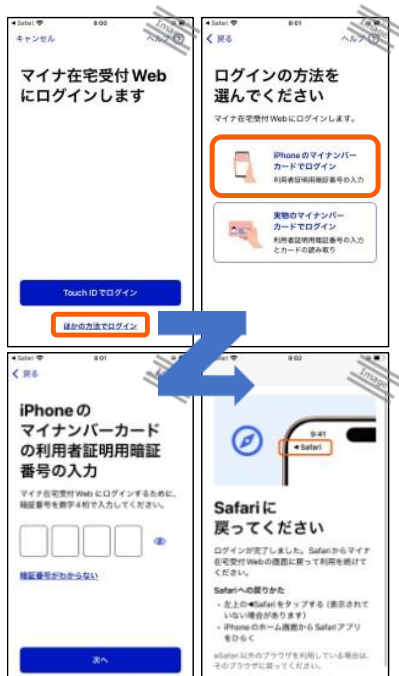 ◀ Safari 8:00
キャンセル ヘルプ
Image
マイナ在宅受付Web
にログインします
Touch IDでログイン
ほかの方法でログイン
◀ Safari 8:01
戻る ヘルプ
Image
ログインの方法を
選んでください
マイナ在宅受付Webにログインします。
iPhoneのマイナンバー
カードでログイン
利用者証明用暗証番号の入力
実物のマイナンバー
カードでログイン
利用者証明用暗証番号の入力
とカードの読み取り
◀ Safari 8:01
戻る
Image
iPhoneの
マイナンバーカード
の利用者証明用暗証
番号の入力
マイナ在宅受付Webにログインするために、
暗証番号を数字4桁で入力してください。
暗証番号がわからない
次へ
Safari 8:02
Image
9:41
◀ Safari
Safariに
戻ってください
ログインが完了しました。Safariからマイナ
在宅受付Webの画面に戻って利用を続けて
ください。
Safariへの戻りかた
・左上の◀Safariをタップする(表示されて
いない場合があります)
・iPhoneのホーム画面からSafariアプリ
をひらく
※Safari以外のブラウザを利用している場合は、
そのブラウザに戻ってください。